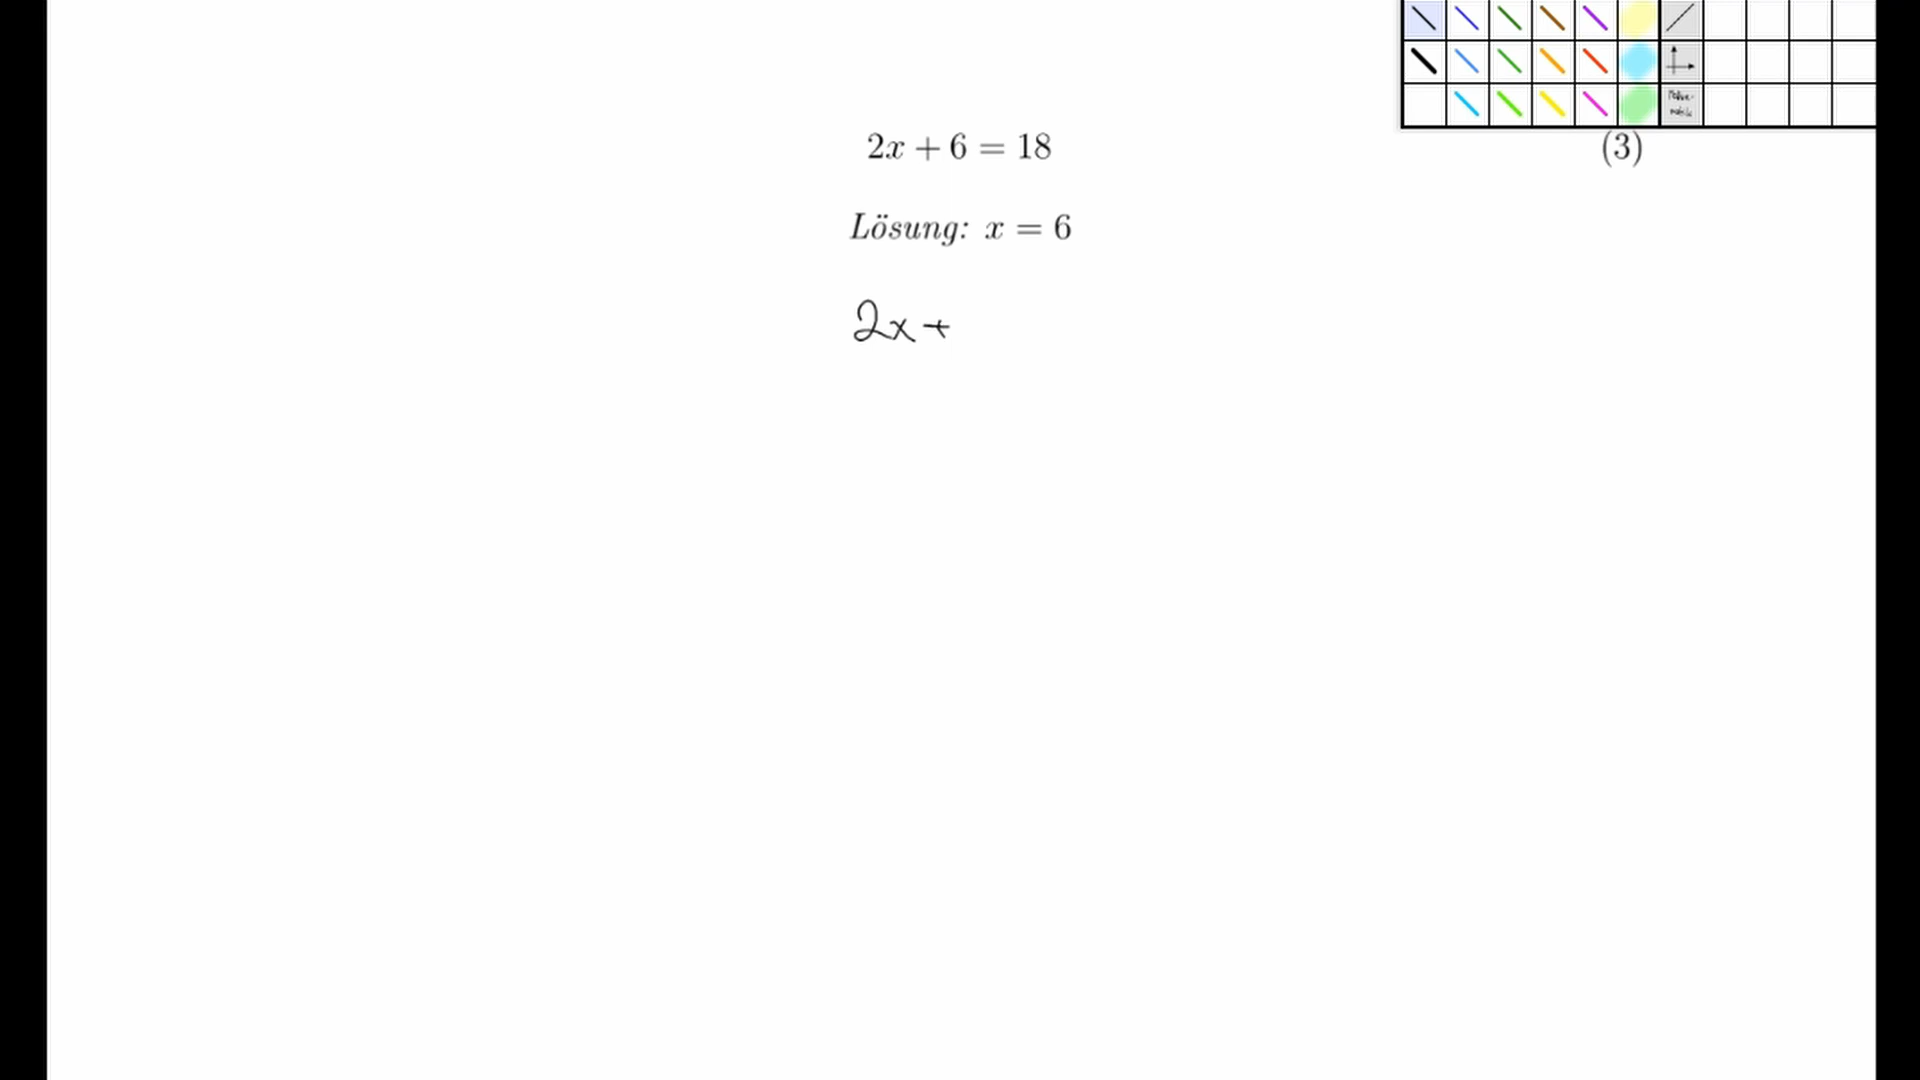 2x + 6 = 18
(3)
Lösung: x = 6
2x +